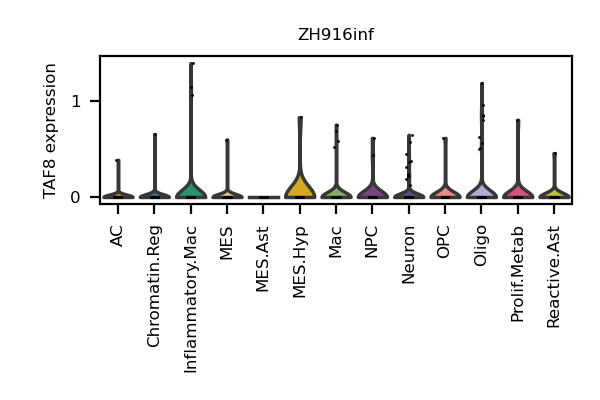 ZH916inf
TAF8 expression
1
0
AC
Chromatin.Reg
Inflammatory.Mac
MES
MES.Ast
MES.Hyp
Mac
NPC
Neuron
OPC
Oligo
Prolif.Metab
Reactive.Ast